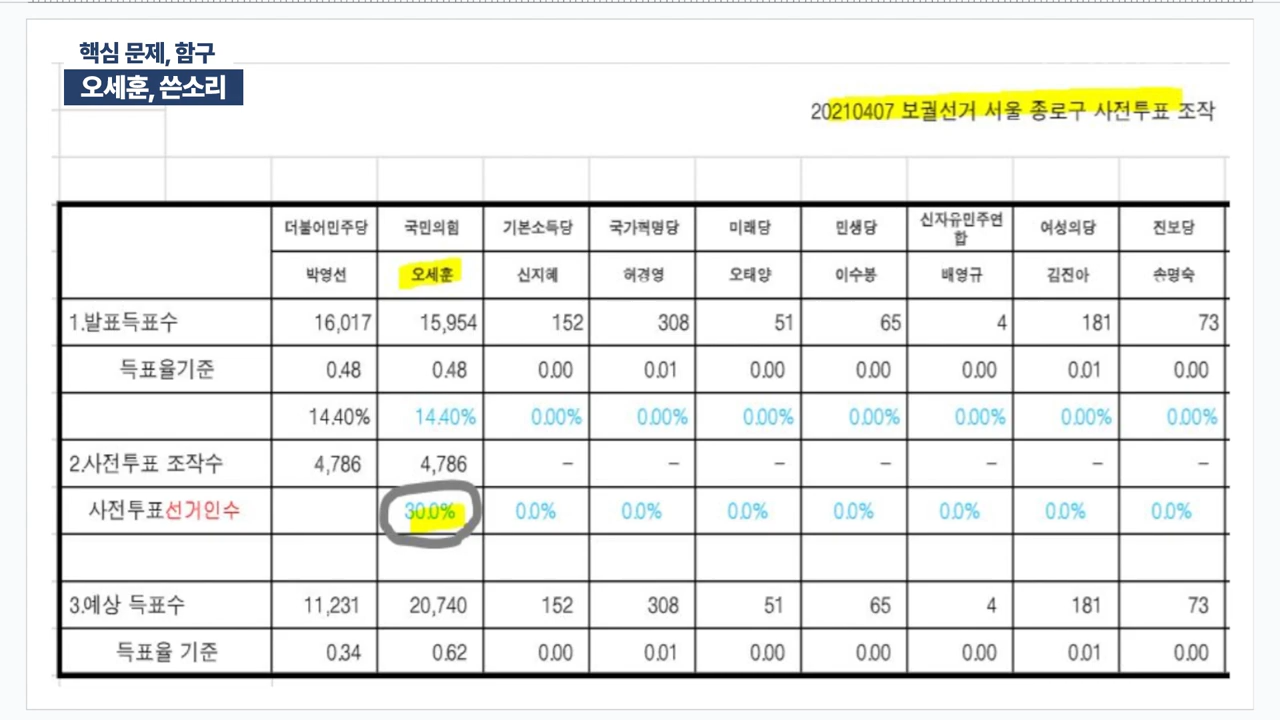 핵심 문제, 함구
오세훈, 쓴소리
20210407 보궐선거 서울 종로구 사전투표 조작
더불어민주당 국민의힘 기본소득당 국가혁명당 미래당 민생당 신자유민주연합 여성의당 진보당
박영선 오세훈 신지혜 허경영 오태양 이수봉 배영규 김진아 송명숙
1.발표득표수 16,017 15,954 152 308 51 65 4 181 73
득표율기준 0.48 0.48 0.00 0.01 0.00 0.00 0.00 0.01 0.00
14.40% 14.40% 0.00% 0.00% 0.00% 0.00% 0.00% 0.00% 0.00%
2.사전투표 조작수 4,786 4,786 – – – – – – –
사전투표선거인수 30.0% 0.0% 0.0% 0.0% 0.0% 0.0% 0.0% 0.0%
3.예상 득표수 11,231 20,740 152 308 51 65 4 181 73
득표율 기준 0.34 0.62 0.00 0.01 0.00 0.00 0.00 0.01 0.00